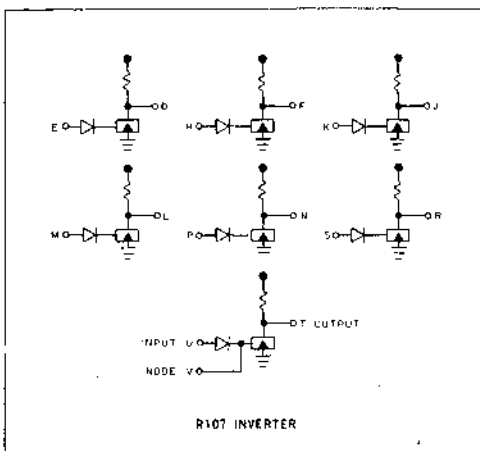 D F J
E H K
L N R
M P S
T OUTPUT
INPUT U
NODE V
R107 INVERTER